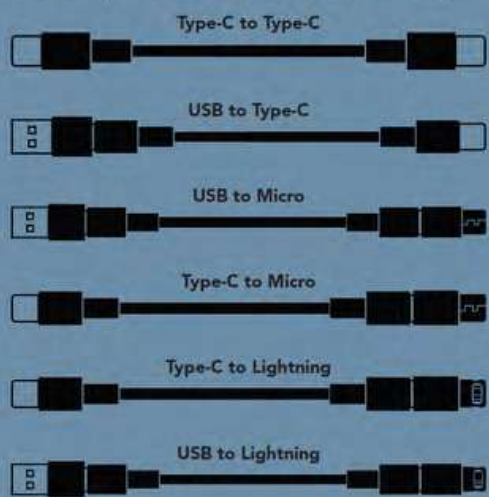 Type-C to Type-C
USB to Type-C
USB to Micro
Type-C to Micro
Type-C to Lightning
USB to Lightning